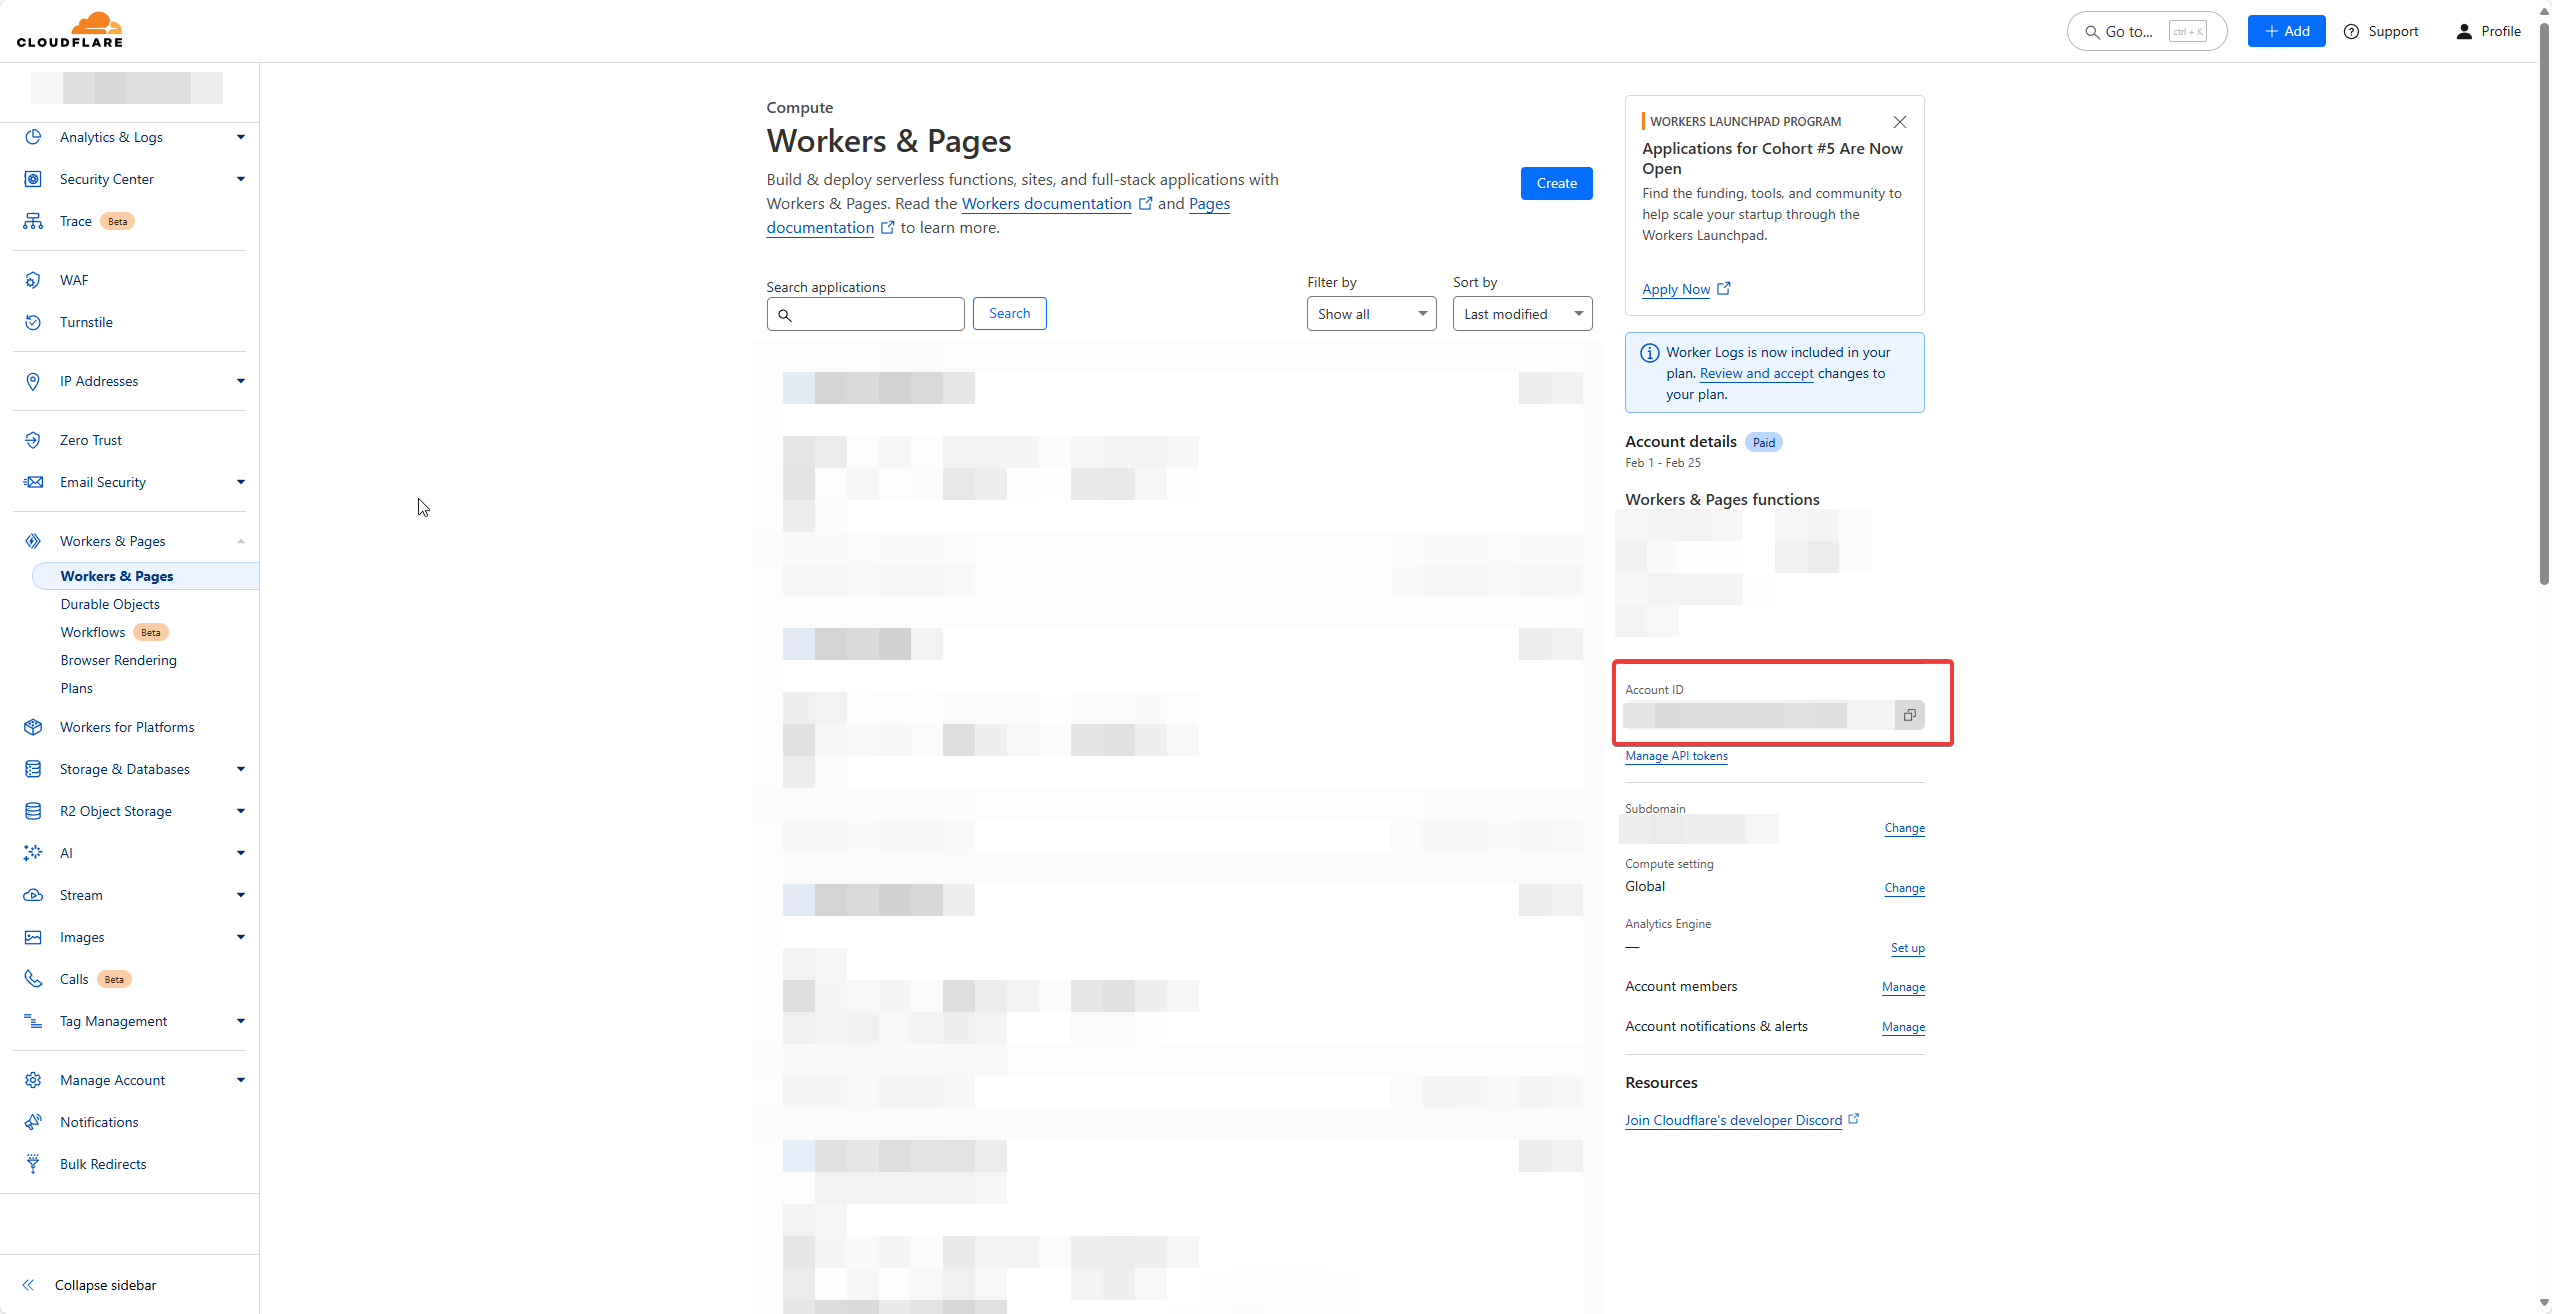 CLOUDFLARE
Go to... ctrl + K
Add
Support
Profile
Analytics & Logs
Security Center
Trace Beta
WAF
Turnstile
IP Addresses
Zero Trust
Email Security
Workers & Pages
Workers & Pages
Durable Objects
Workflows Beta
Browser Rendering
Plans
Workers for Platforms
Storage & Databases
R2 Object Storage
AI
Stream
Images
Calls Beta
Tag Management
Manage Account
Notifications
Bulk Redirects
Collapse sidebar
Compute
Workers & Pages
Build & deploy serverless functions, sites, and full-stack applications with
Workers & Pages. Read the Workers documentation and Pages
documentation to learn more.
Create
Search applications
Search
Filter by
Show all
Sort by
Last modified
WORKERS LAUNCHPAD PROGRAM
Applications for Cohort #5 Are Now
Open
Find the funding, tools, and community to
help scale your startup through the
Workers Launchpad.
Apply Now
Worker Logs is now included in your
plan. Review and accept changes to
your plan.
Account details Paid
Feb 1 - Feb 25
Workers & Pages functions
Account ID
Manage API tokens
Subdomain
Change
Compute setting
Global Change
Analytics Engine
— Set up
Account members Manage
Account notifications & alerts Manage
Resources
Join Cloudflare's developer Discord